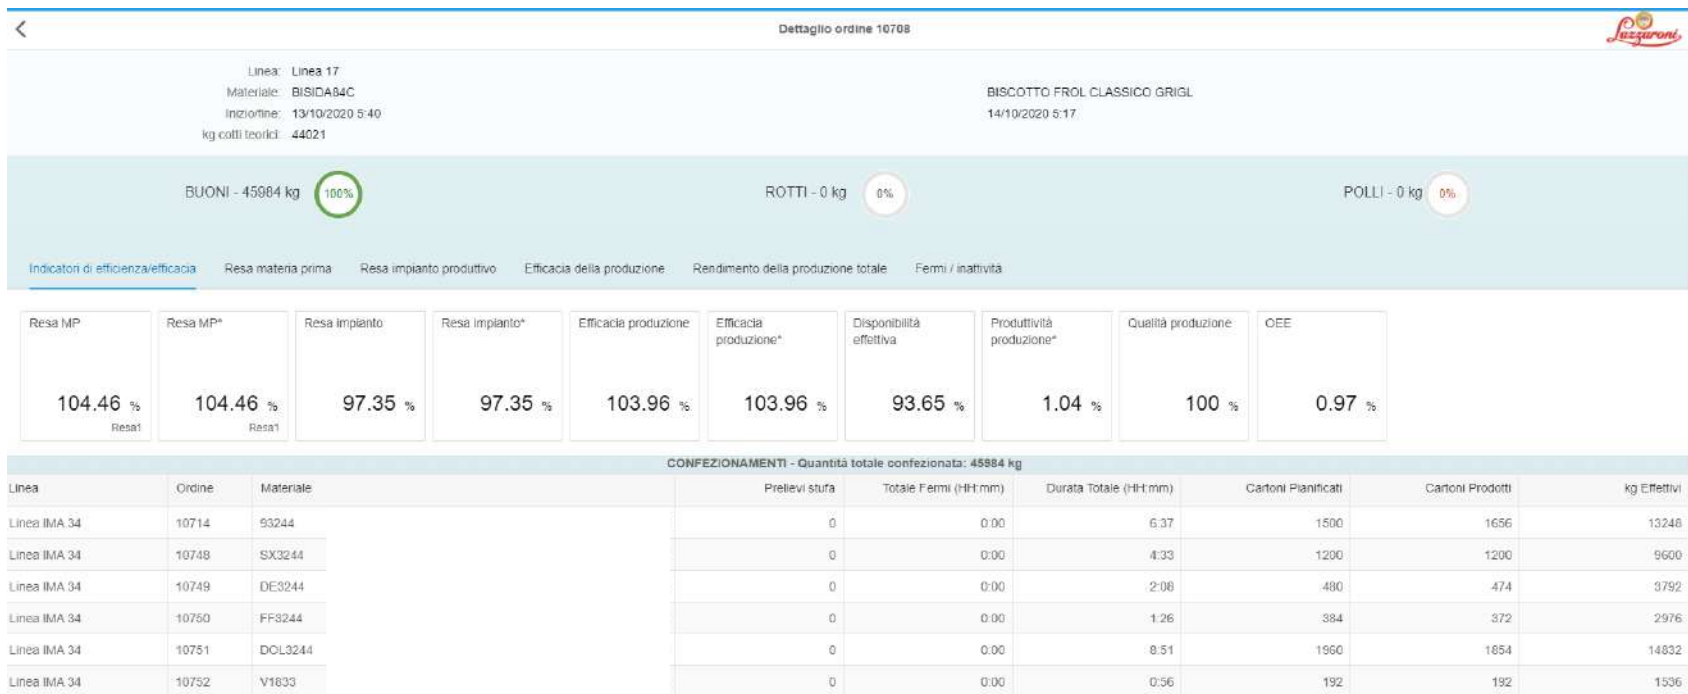 Dettaglio ordine 10708
Lazzaroni
Linea: Linea 17
Materiale: BISIDA84C BISCOTTO FROL CLASSICO GRIGL
Inizio/fine: 13/10/2020 5:40 14/10/2020 5:17
kg cotti teorici: 44021
BUONI - 45984 kg 100% ROTTI - 0 kg 0% POLLI - 0 kg 0%
Indicatori di efficienza/efficacia Resa materia prima Resa impianto produttivo Efficacia della produzione Rendimento della produzione totale Fermi / inattività
Resa MP Resa MP* Resa impianto Resa impianto* Efficacia produzione Efficacia produzione* Disponibilità effettiva Produttività produzione* Qualità produzione OEE
104.46 % 104.46 % 97.35 % 97.35 % 103.96 % 103.96 % 93.65 % 1.04 % 100 % 0.97 %
Resa1 Resa1
CONFEZIONAMENTI - Quantità totale confezionata: 45984 kg
Linea Ordine Materiale Prelievi stufa Totale Fermi (HH:mm) Durata Totale (HH:mm) Cartoni Pianificati Cartoni Prodotti kg Effettivi
Linea IMA 34 10714 93244 0 0:00 6:37 1500 1656 13248
Linea IMA 34 10748 SX3244 0 0:00 4:33 1200 1200 9600
Linea IMA 34 10749 DE3244 0 0:00 2:08 480 474 3792
Linea IMA 34 10750 FF3244 0 0:00 1:26 384 372 2976
Linea IMA 34 10751 DOL3244 0 0:00 8:51 1960 1854 14832
Linea IMA 34 10752 V1833 0 0:00 0:56 192 192 1536